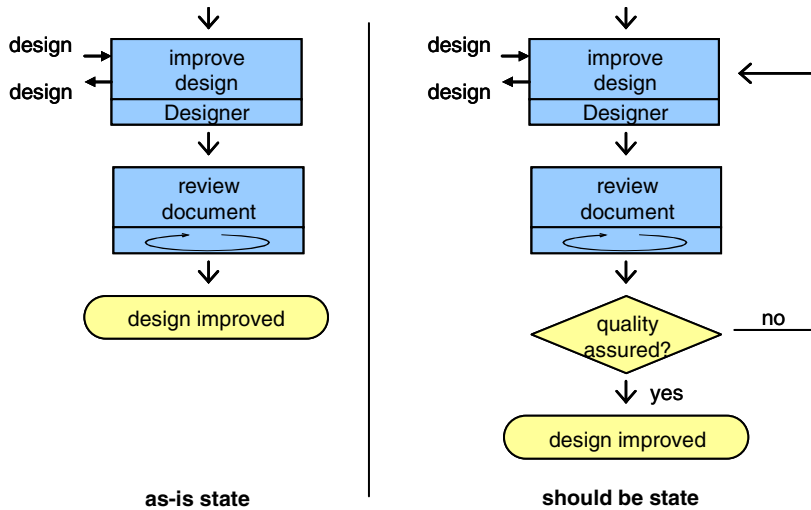 design
design
improve
design
Designer
review
document
design improved
as-is state
design
design
improve
design
Designer
review
document
quality
assured?
no
yes
design improved
should be state